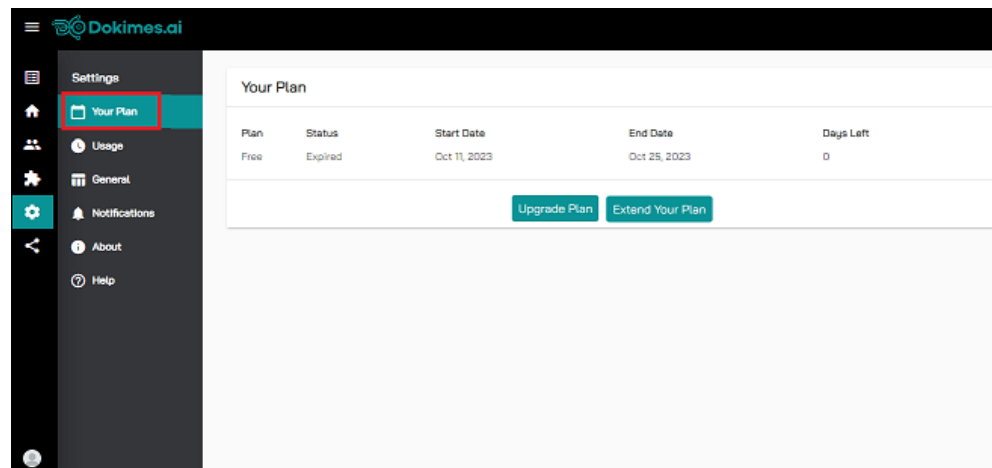 Dokimes.ai
Settings
Your Plan
Usage
General
Notifications
About
Help
Your Plan
Plan Status Start Date End Date Days Left
Free Expired Oct 11, 2023 Oct 25, 2023 0
Upgrade Plan Extend Your Plan